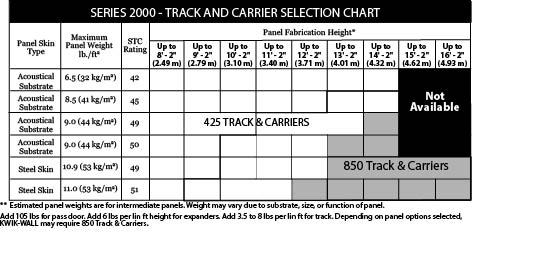 SERIES 2000 - TRACK AND CARRIER SELECTION CHART
Panel Skin Type
Maximum Panel Weight lb./ft²
STC Rating
Panel Fabrication Height*
Up to 8' - 2" (2.49 m)
Up to 9' - 2" (2.79 m)
Up to 10' - 2" (3.10 m)
Up to 11' - 2" (3.40 m)
Up to 12' - 2" (3.71 m)
Up to 13' - 2" (4.01 m)
Up to 14' - 2" (4.32 m)
Up to 15' - 2" (4.62 m)
Up to 16' - 2" (4.93 m)
Acoustical Substrate 6.5 (32 kg/m²) 42
Acoustical Substrate 8.5 (41 kg/m²) 45
Not Available
Acoustical Substrate 9.0 (44 kg/m²) 49
425 TRACK & CARRIERS
Acoustical Substrate 9.0 (44 kg/m²) 50
Steel Skin 10.9 (53 kg/m²) 49
850 Track & Carriers
Steel Skin 11.0 (53 kg/m²) 51
** Estimated panel weights are for intermediate panels. Weight may vary due to substrate, size, or function of panel.
Add 105 lbs for pass door. Add 6 lbs per lin ft height for expanders. Add 3.5 to 8 lbs per lin ft for track. Depending on panel options selected,
KWIK-WALL may require 850 Track & Carriers.